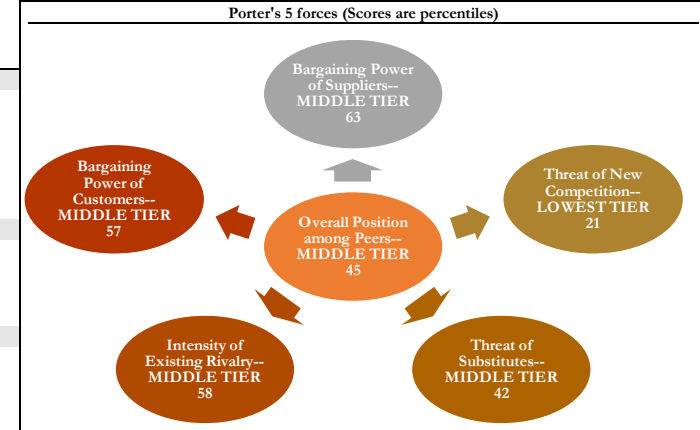 Porter's 5 forces (Scores are percentiles)
Bargaining Power
of Suppliers--
MIDDLE TIER
63
Bargaining
Power of
Customers--
MIDDLE TIER
57
Threat of New
Competition--
LOWEST TIER
21
Overall Position
among Peers--
MIDDLE TIER
45
Intensity of
Existing Rivalry--
MIDDLE TIER
58
Threat of
Substitutes--
MIDDLE TIER
42